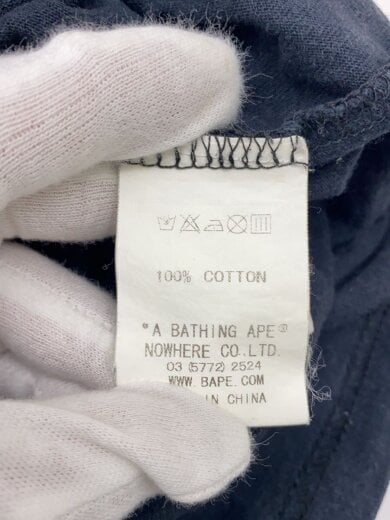 100% COTTON
"A BATHING APE®
NOWHERE CO.,LTD.
03 (5772) 2524
WWW.BAPE.COM
IN CHINA